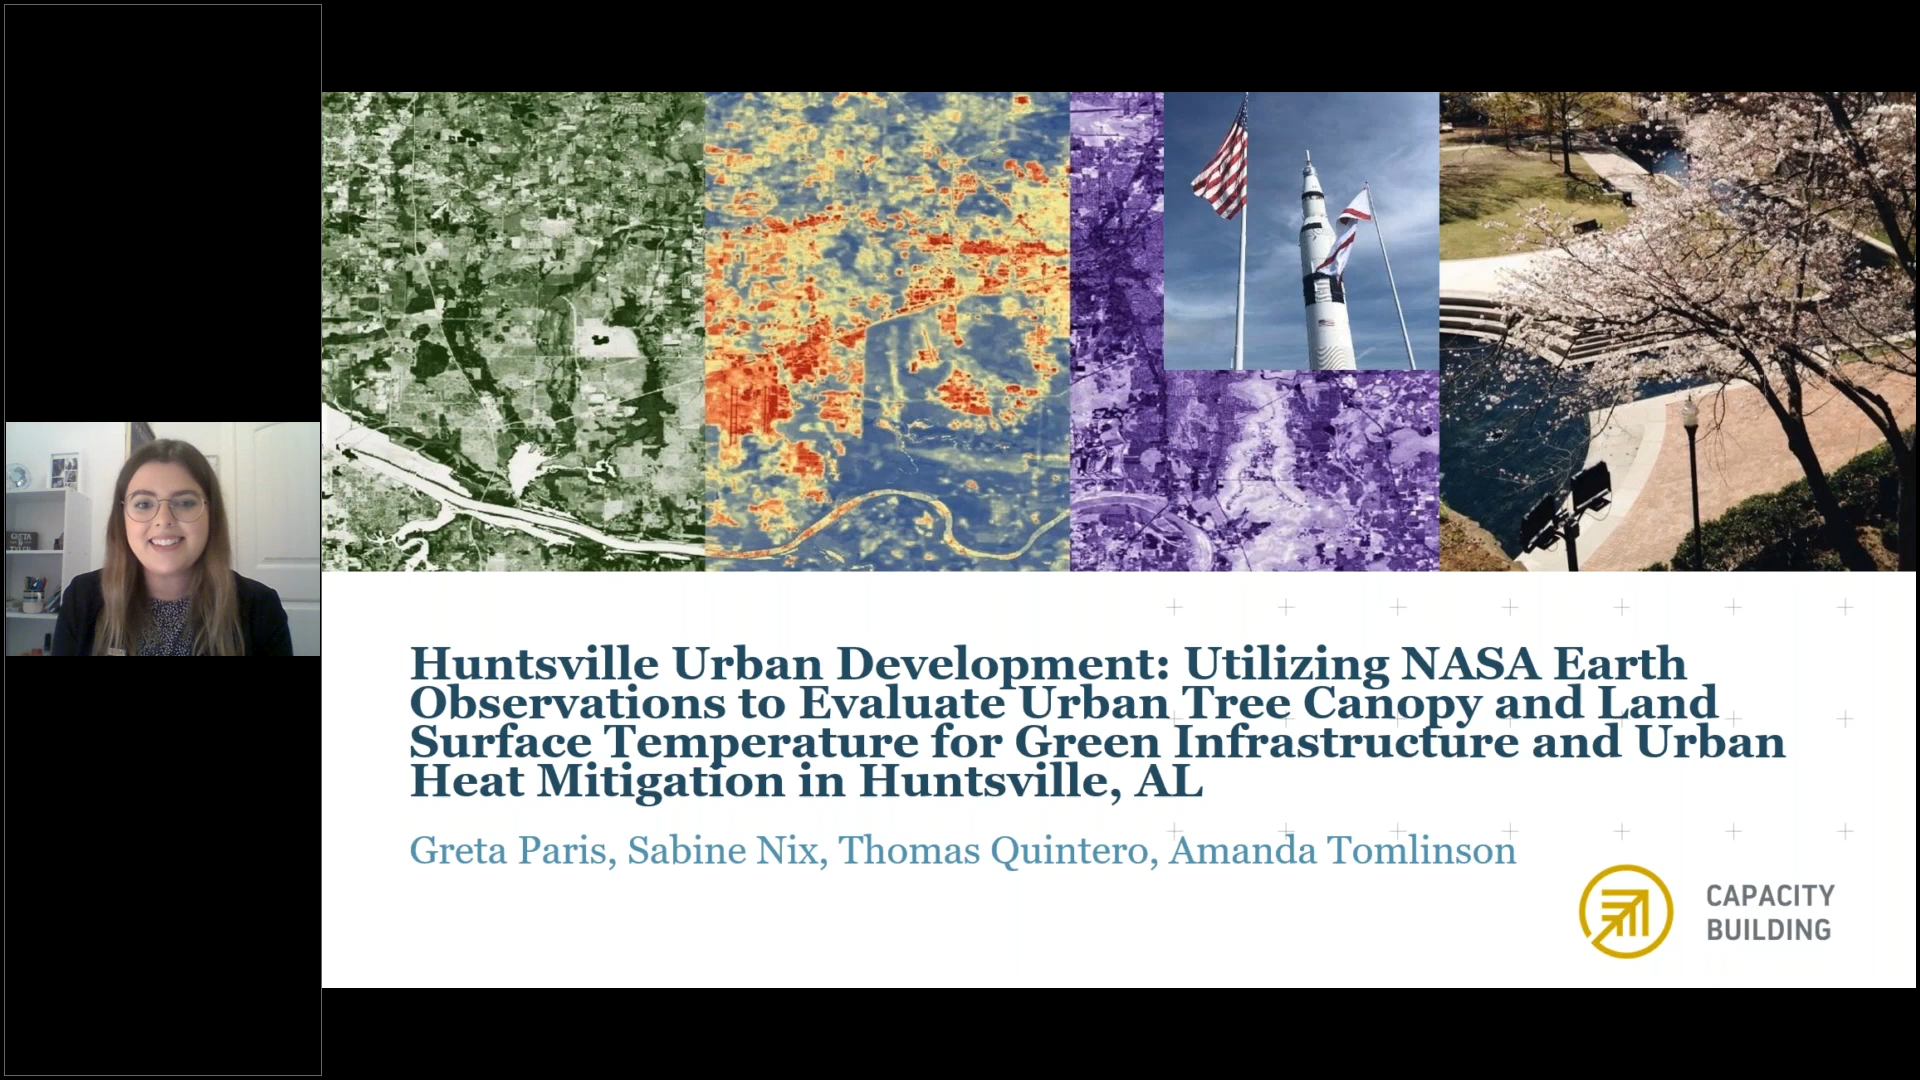 Huntsville Urban Development: Utilizing NASA Earth
Observations to Evaluate Urban Tree Canopy and Land
Surface Temperature for Green Infrastructure and Urban
Heat Mitigation in Huntsville, AL
Greta Paris, Sabine Nix, Thomas Quintero, Amanda Tomlinson
CAPACITY
BUILDING